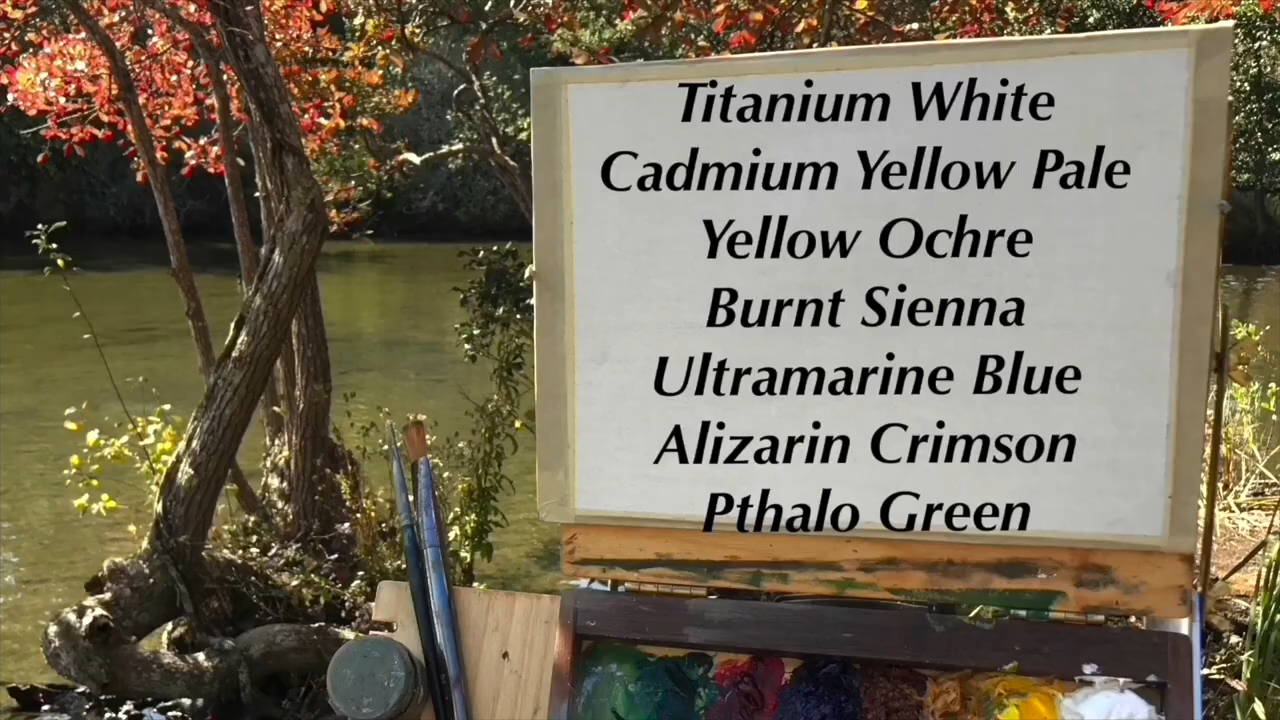 Titanium White
Cadmium Yellow Pale
Yellow Ochre
Burnt Sienna
Ultramarine Blue
Alizarin Crimson
Pthalo Green